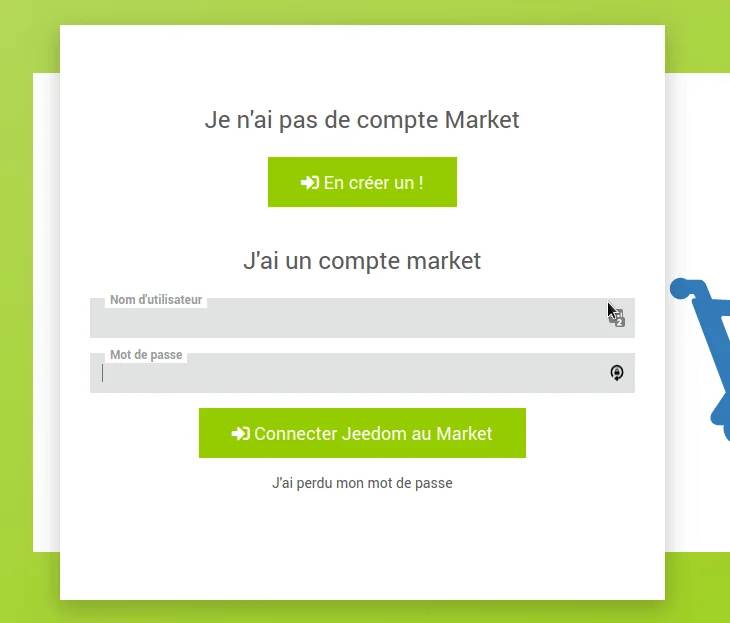 Je n'ai pas de compte Market
En créer un !
J'ai un compte market
Nom d'utilisateur
2
Mot de passe
Connecter Jeedom au Market
J'ai perdu mon mot de passe